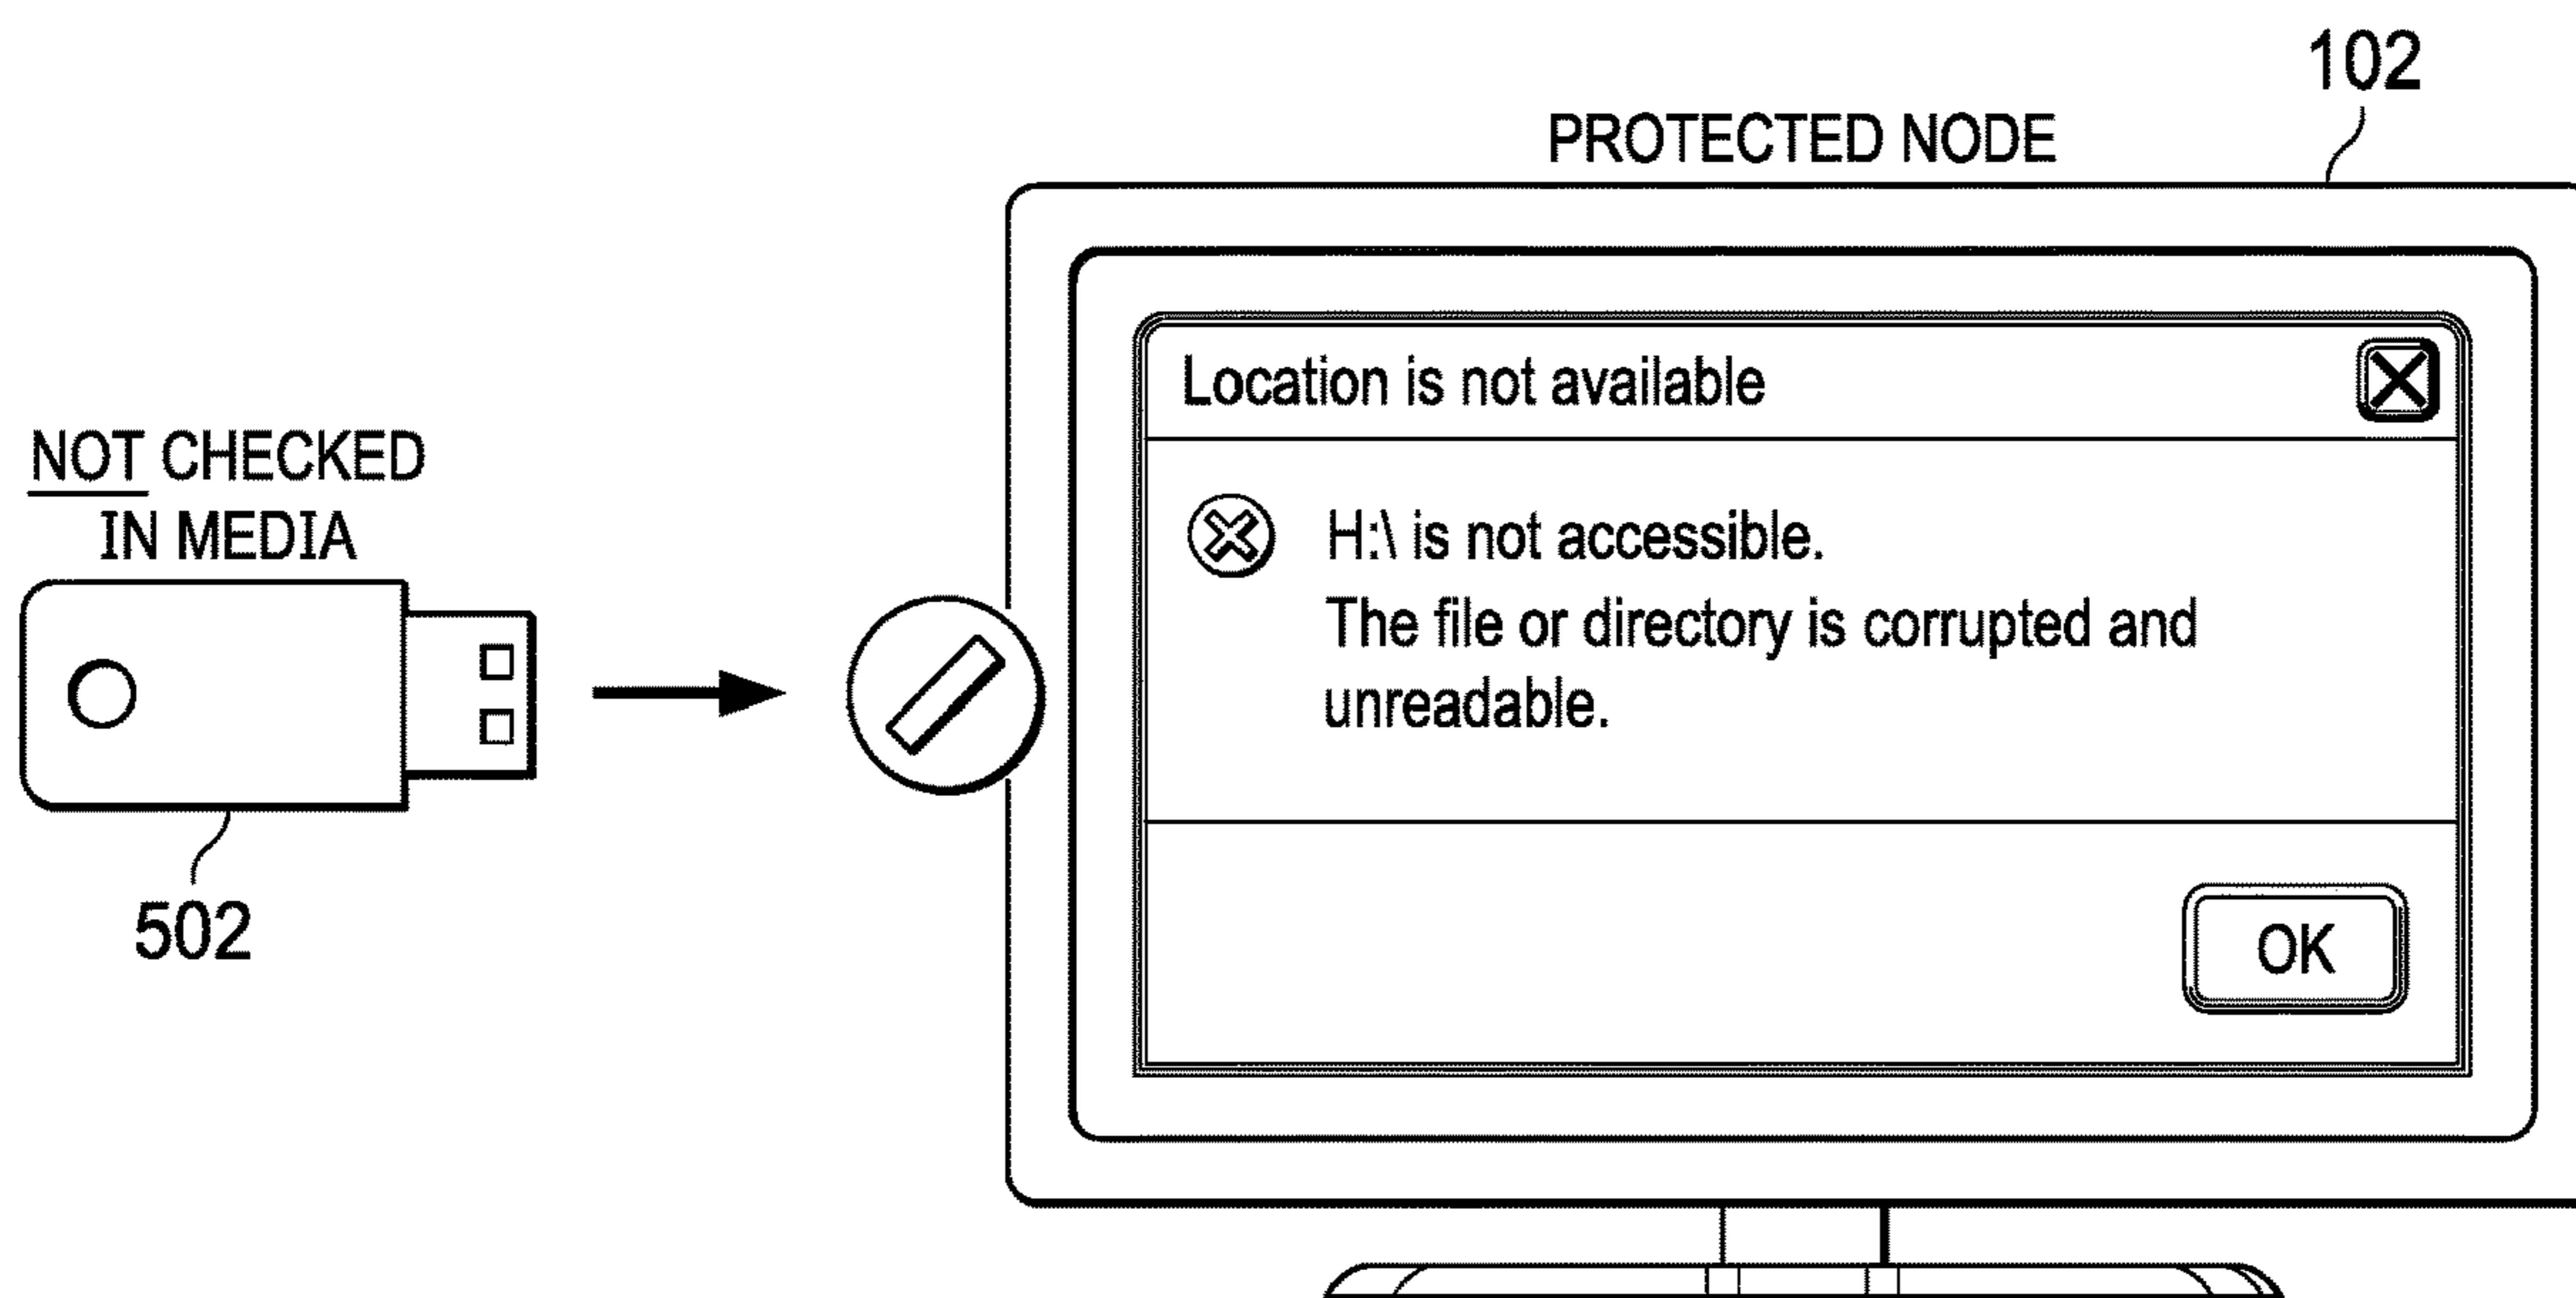 102
PROTECTED NODE
Location is not available
NOT CHECKED
IN MEDIA
H:\ is not accessible.
The file or directory is corrupted and
unreadable.
502
OK